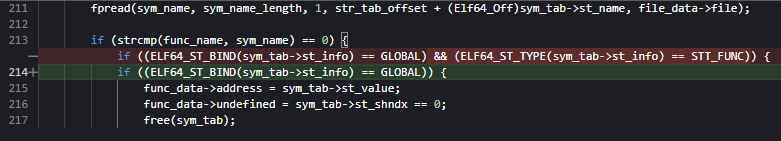 211 fpread(sym_name, sym_name_length, 1, str_tab_offset + (Elf64_Off)sym_tab->st_name, file_data->file);
212
213 if (strcmp(func_name, sym_name) == 0) {
— if ((ELF64_ST_BIND(sym_tab->st_info) == GLOBAL) && (ELF64_ST_TYPE(sym_tab->st_info) == STT_FUNC)) {
214+ if ((ELF64_ST_BIND(sym_tab->st_info) == GLOBAL)) {
215 func_data->address = sym_tab->st_value;
216 func_data->undefined = sym_tab->st_shndx == 0;
217 free(sym_tab);